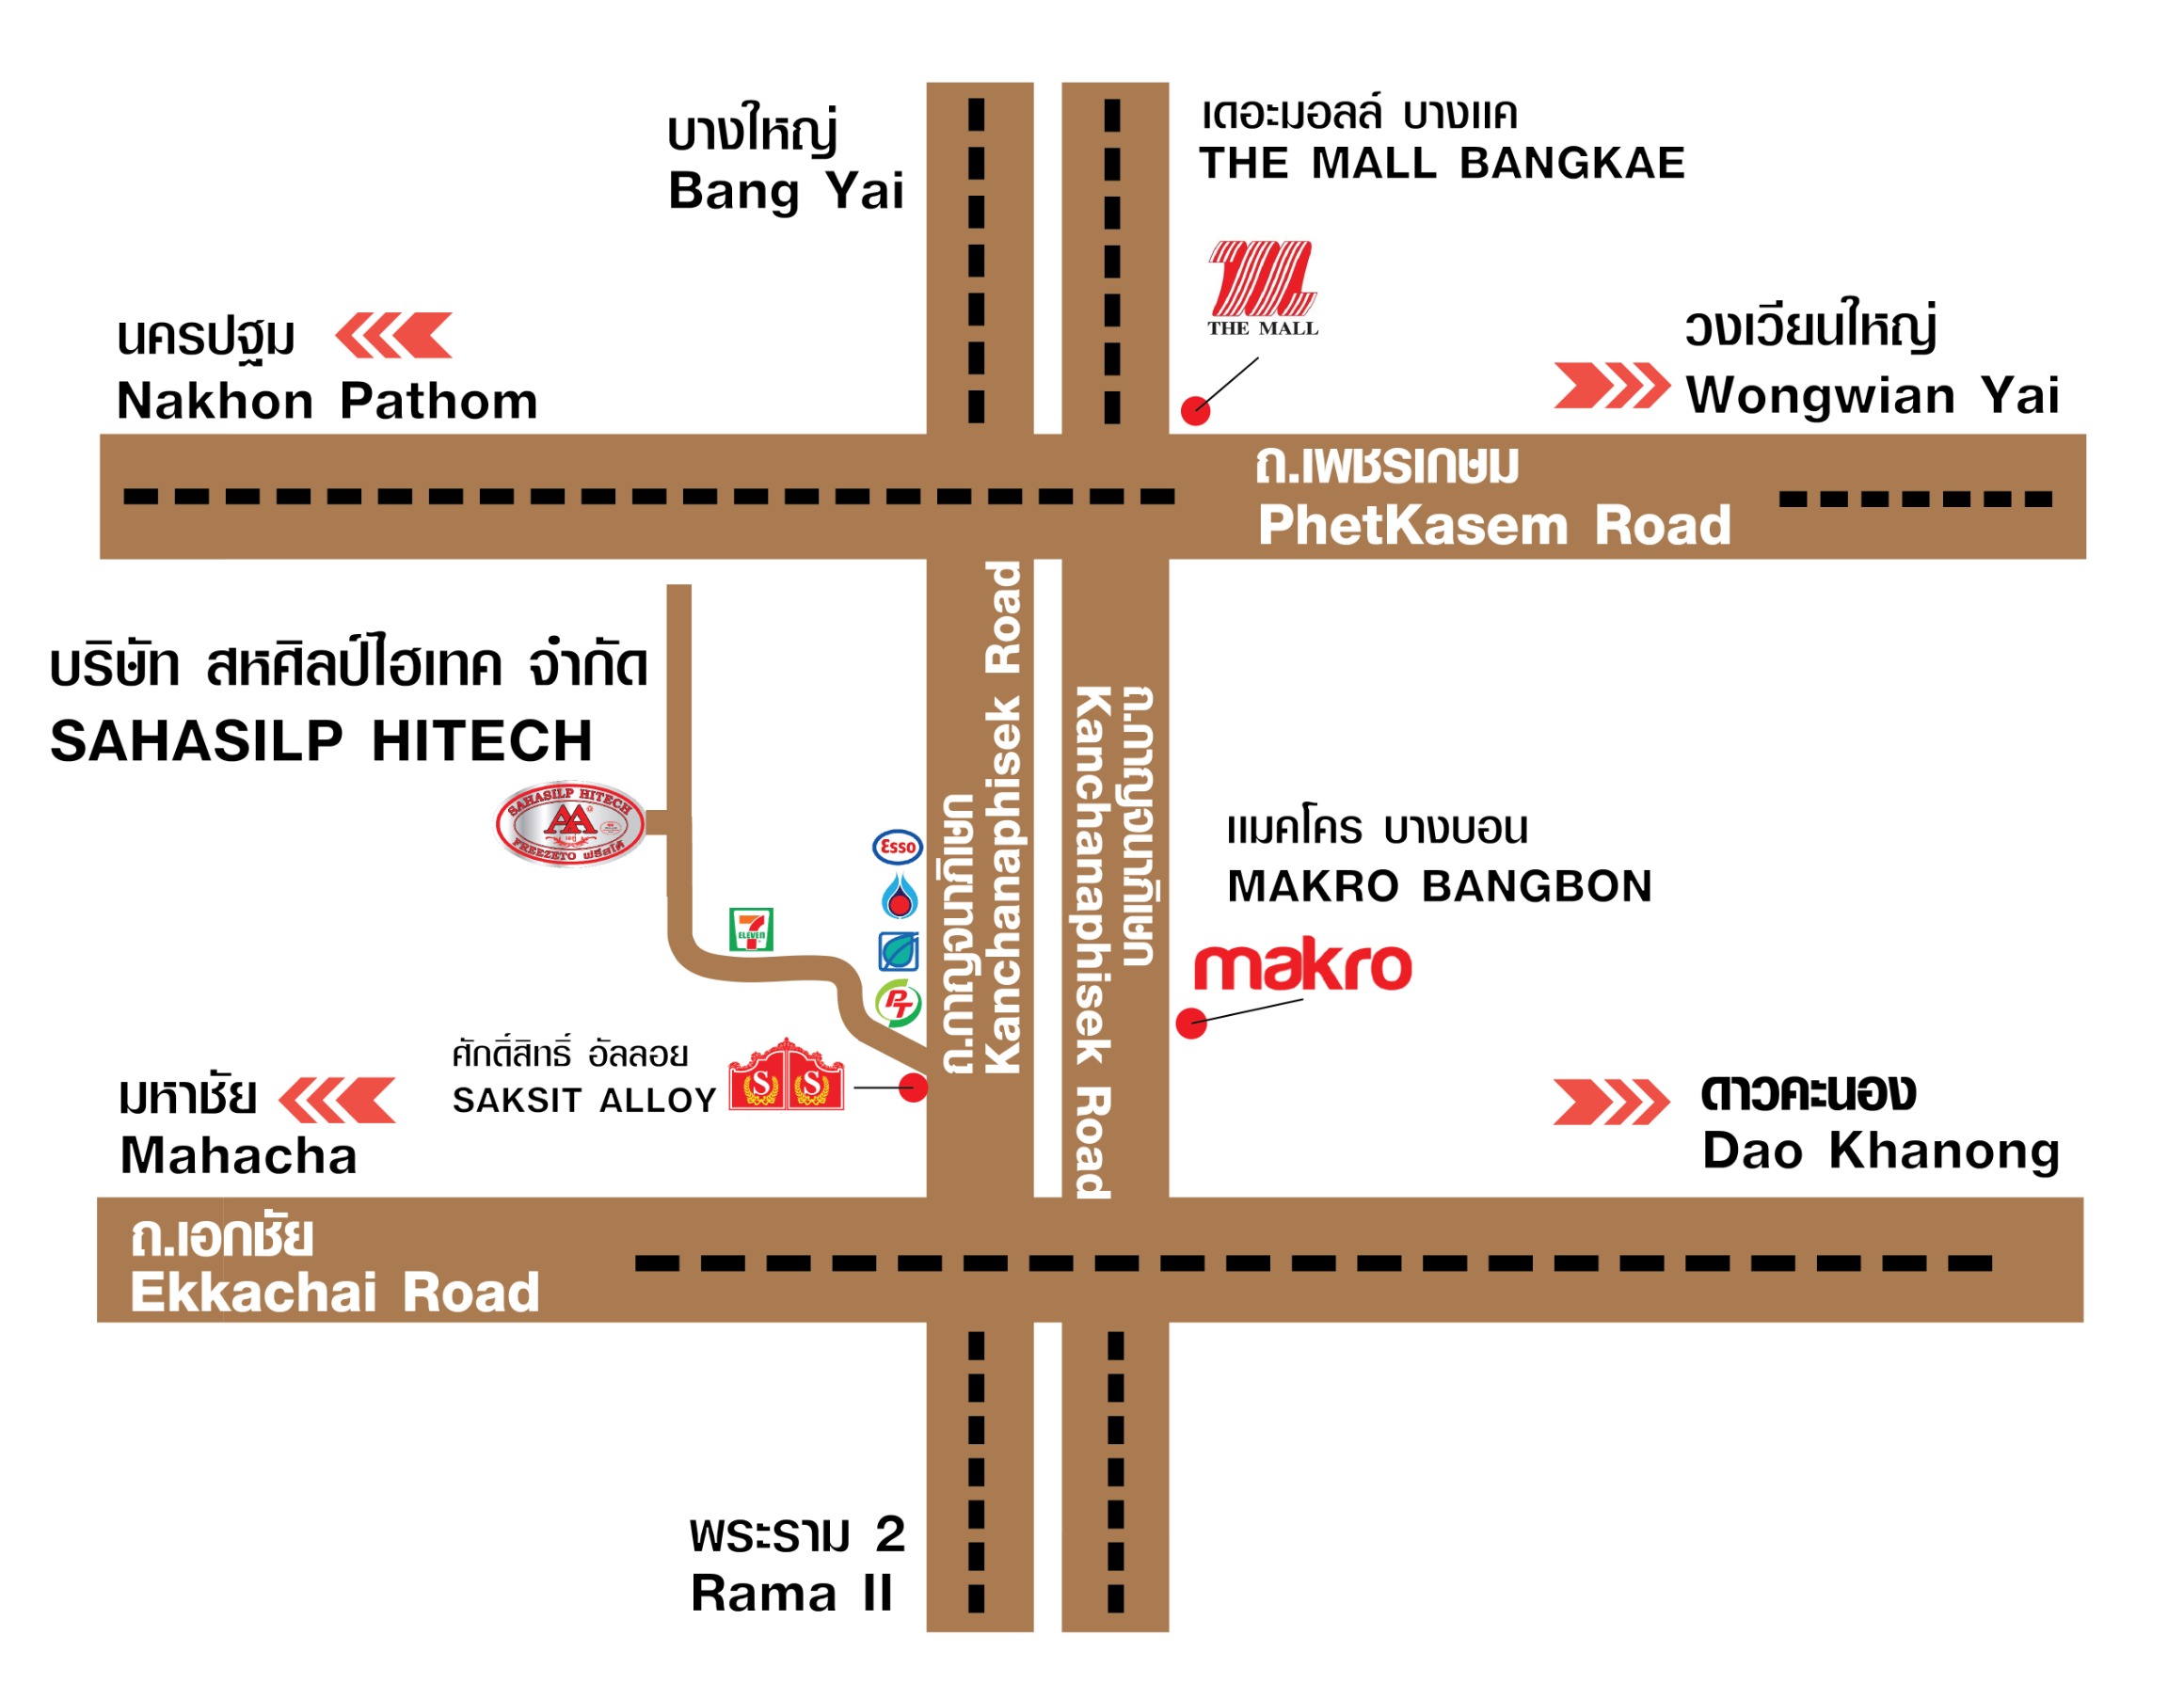 บางใหญ่
Bang Yai
เดอะมอลล์ บางแค
THE MALL BANGKAE
THE MALL
นครปฐม
Nakhon Pathom
วงเวียนใหญ่
Wongwian Yai
ถ.เพชรเกษม
PhetKasem Road
บริษัท สหศิลป์ไฮเทค จำกัด
SAHASILP HITECH
SAHASILP HITECH
AA
FREEZETO ฟรีสโต้
ถ.กาญจนาภิเษก
Kanchanaphisek Road
ถ.กาญจนาภิเษก
Kanchanaphisek Road
Esso
7
ELEVEn
PT
แมคโคร บางบอน
MAKRO BANGBON
makro
ศักดิ์สิทธิ์ อัลลอย
SAKSIT ALLOY
S S
มหาชัย
Mahacha
ดาวคะนอง
Dao Khanong
ถ.เอกชัย
Ekkachai Road
พระราม 2
Rama II